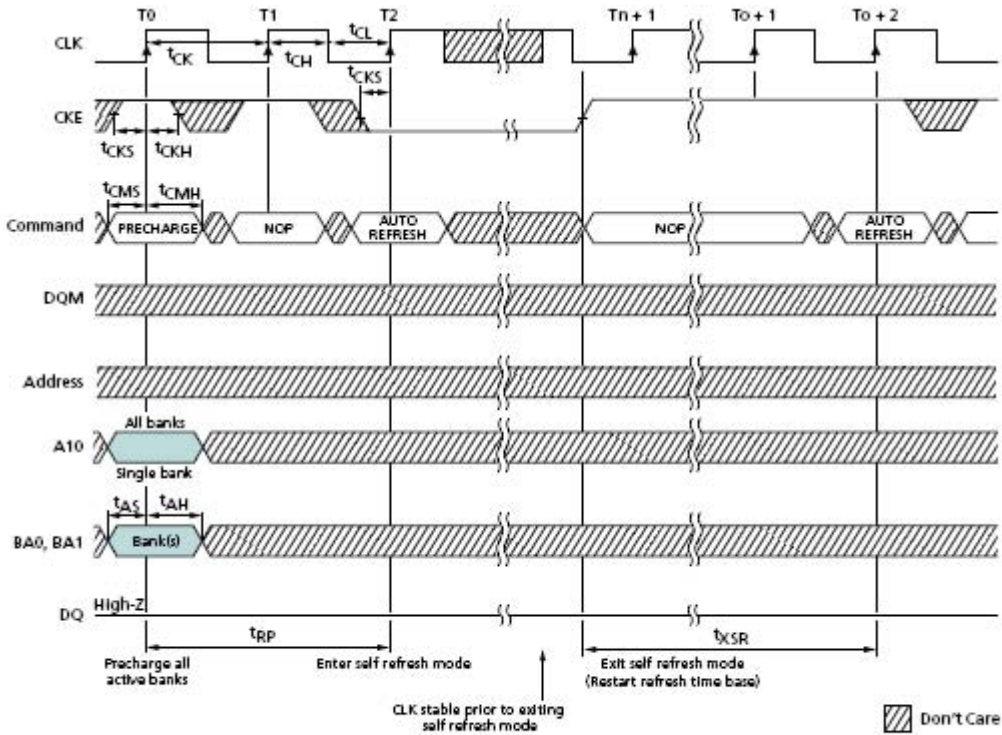 T0 T1 T2 Tn + 1 To + 1 To + 2
CLK
tCK tCH tCL
tCKS
CKE
tCKS tCKH
tCMS tCMH
Command PRECHARGE NOP AUTO REFRESH NOP AUTO REFRESH
DQM
Address
All banks
A10
Single bank
tAS tAH
BA0, BA1 Bank(s)
High-Z
DQ
tRP tXSR
Precharge all
active banks
Enter self refresh mode
Exit self refresh mode
(Restart refresh time base)
CLK stable prior to exiting
self refresh mode
Don't Care